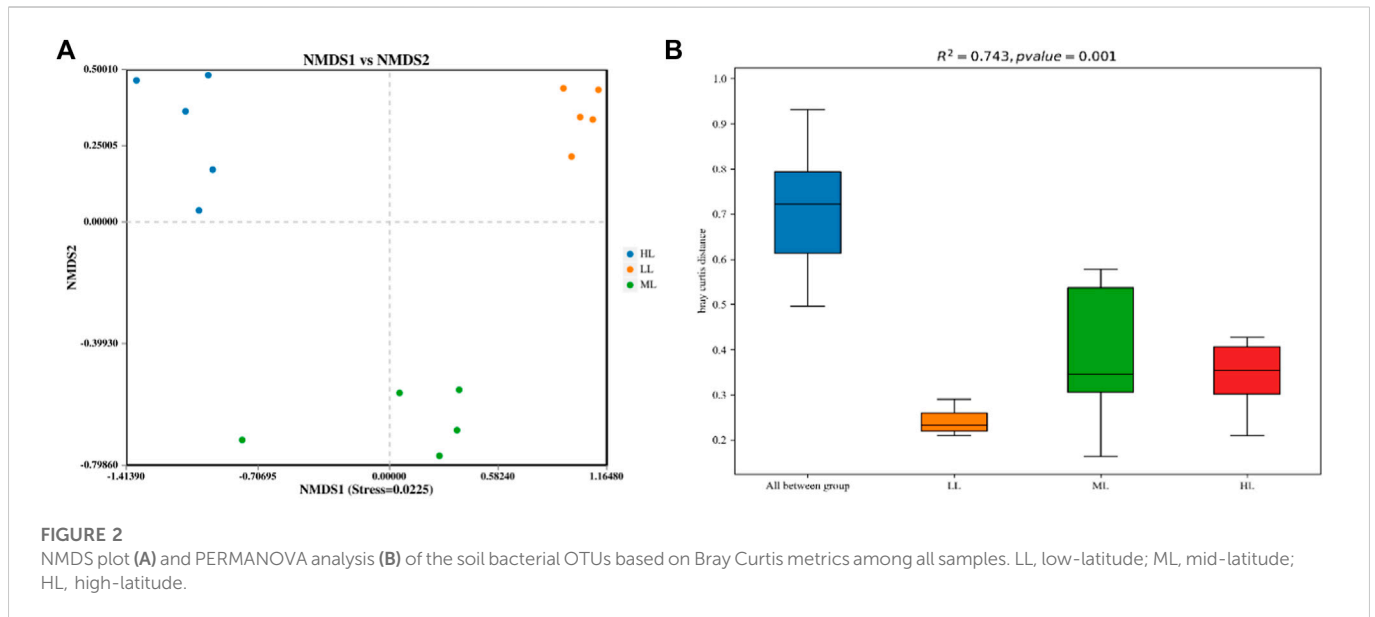 A
NMDS1 vs NMDS2
0.50010
0.25005
0.00000
-0.39930
-0.79860
NMDS2
-1.41390 -0.70695 0.00000 0.58240 1.16480
NMDS1 (Stress=0.0225)
HL
LL
ML
B
R² = 0.743, pvalue = 0.001
1.0
0.9
0.8
0.7
0.6
0.5
0.4
0.3
0.2
bray curtis distance
All between group LL ML HL
FIGURE 2
NMDS plot (A) and PERMANOVA analysis (B) of the soil bacterial OTUs based on Bray Curtis metrics among all samples. LL, low-latitude; ML, mid-latitude;
HL, high-latitude.